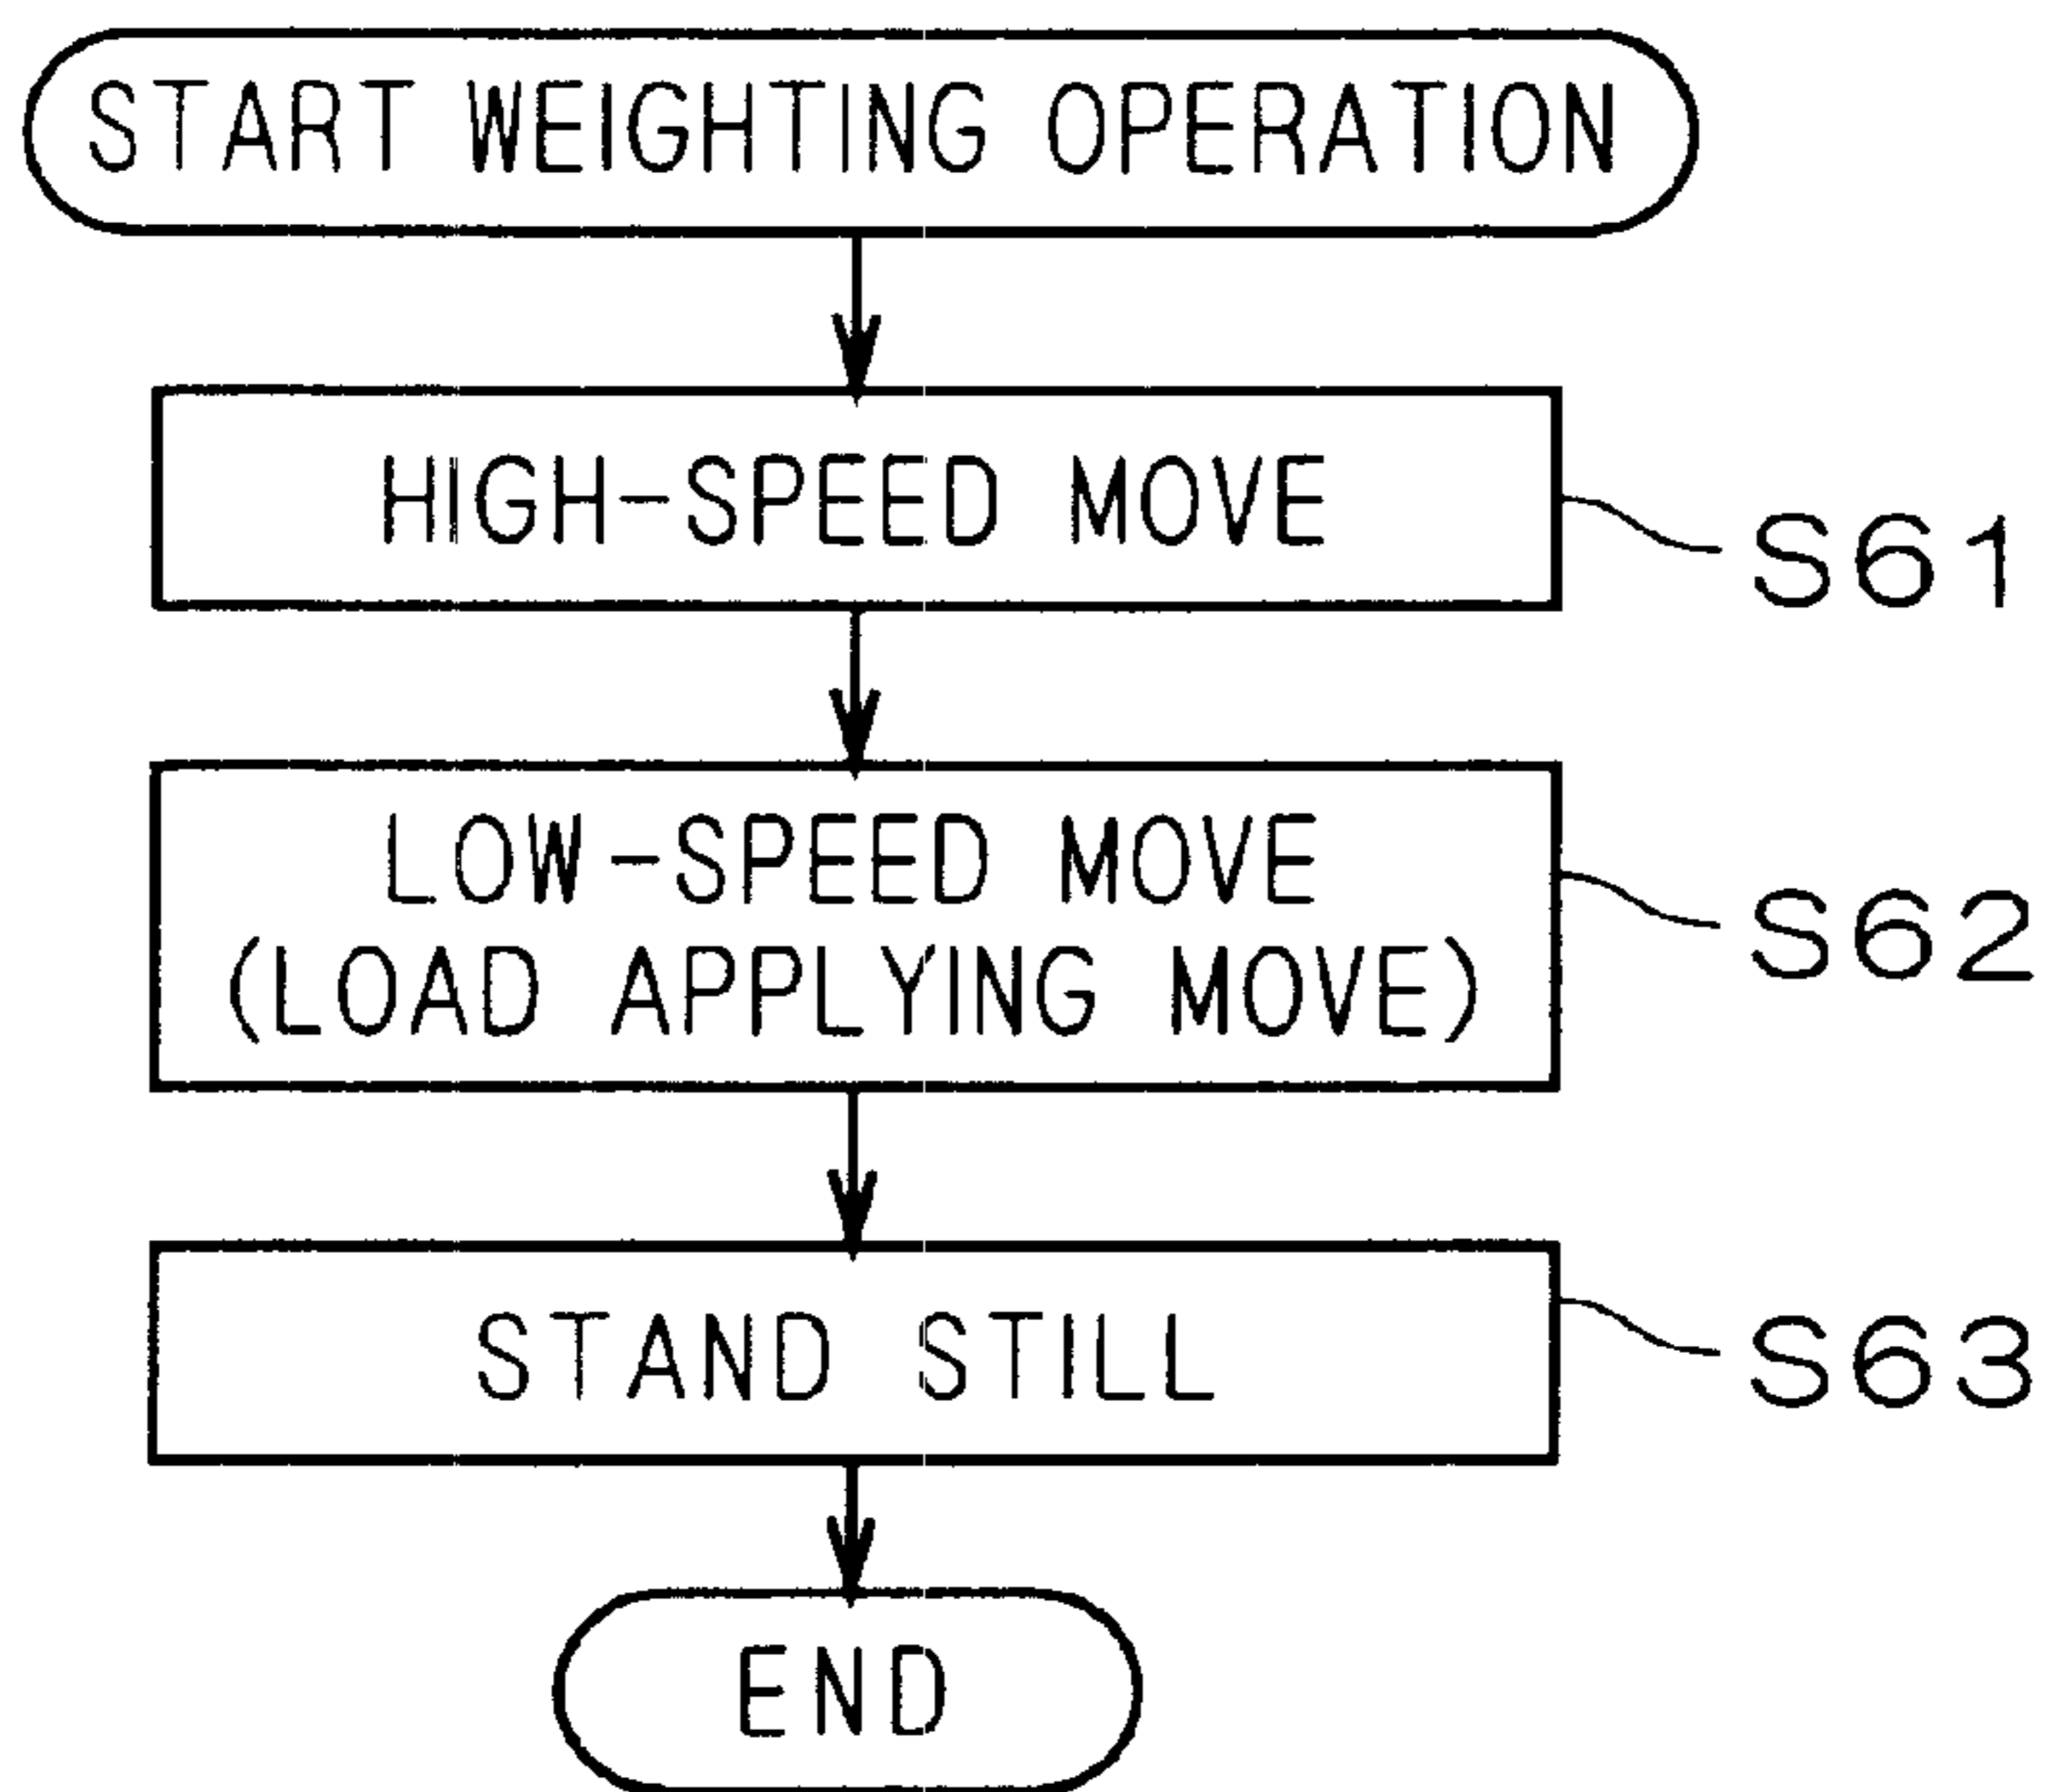 START WEIGHTING OPERATION
HIGH-SPEED MOVE
S61
LOW-SPEED MOVE
(LOAD APPLYING MOVE)
S62
STAND STILL
S63
END